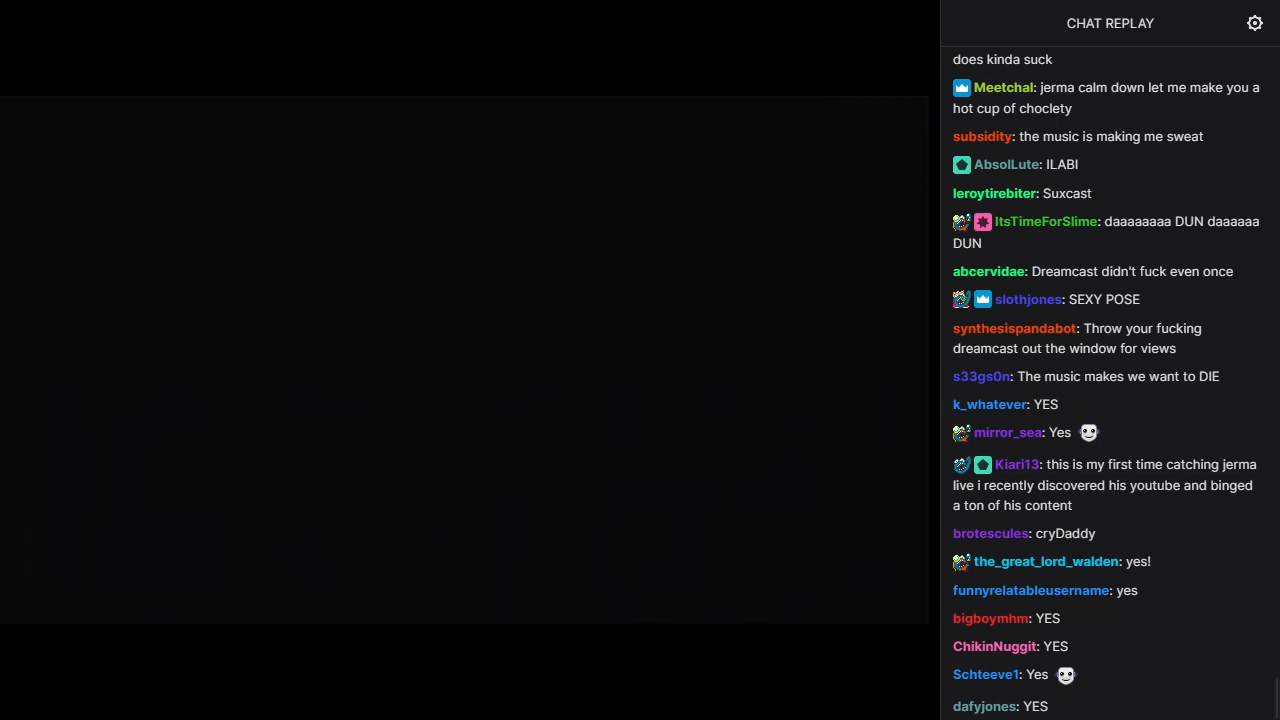 CHAT REPLAY
does kinda suck
Meetchal: jerma calm down let me make you a
hot cup of choclety
subsidity: the music is making me sweat
AbsolLute: ILABI
leroytirebiter: Suxcast
ItsTimeForSlime: daaaaaaaa DUN daaaaaa
DUN
abcervidae: Dreamcast didn't fuck even once
slothjones: SEXY POSE
synthesispandabot: Throw your fucking
dreamcast out the window for views
s33gs0n: The music makes we want to DIE
k_whatever: YES
mirror_sea: Yes
Kiari13: this is my first time catching jerma
live i recently discovered his youtube and binged
a ton of his content
brotescules: cryDaddy
the_great_lord_walden: yes!
funnyrelatableusername: yes
bigboymhm: YES
ChikinNuggit: YES
Schteeve1: Yes
dafyjones: YES